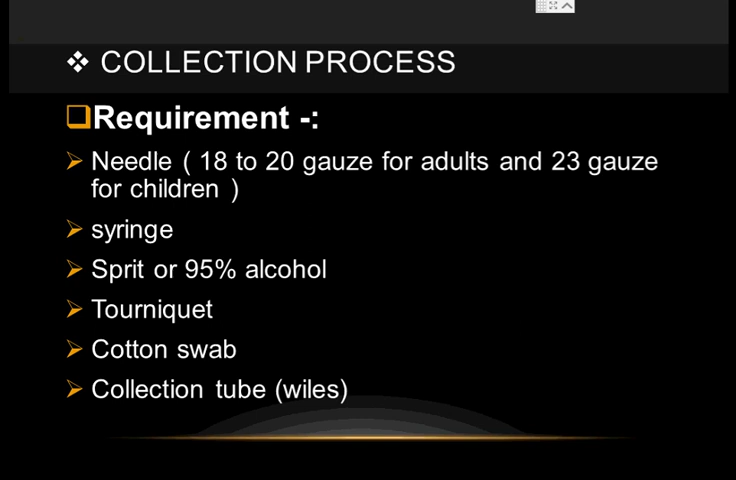 COLLECTION PROCESS
Requirement -:
Needle ( 18 to 20 gauze for adults and 23 gauze
for children )
syringe
Sprit or 95% alcohol
Tourniquet
Cotton swab
Collection tube (wiles)